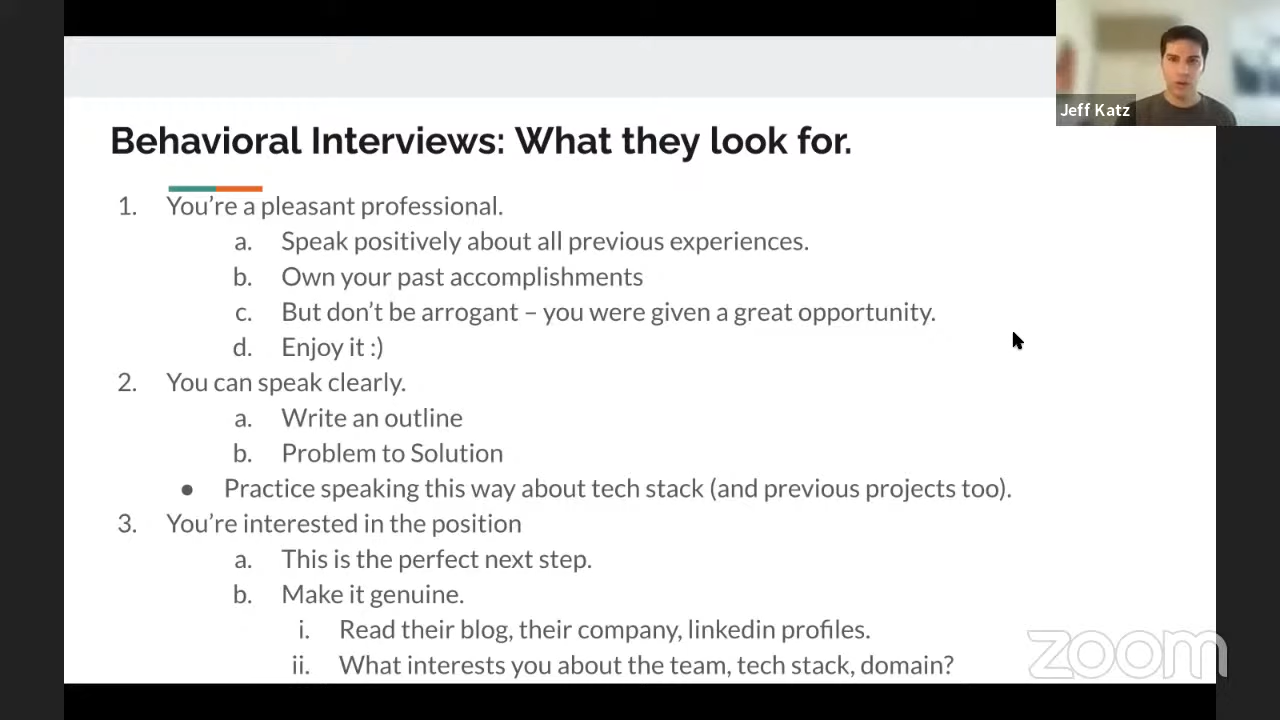 Jeff Katz
Behavioral Interviews: What they look for.
1. You’re a pleasant professional.
a. Speak positively about all previous experiences.
b. Own your past accomplishments
c. But don’t be arrogant – you were given a great opportunity.
d. Enjoy it :)
2. You can speak clearly.
a. Write an outline
b. Problem to Solution
● Practice speaking this way about tech stack (and previous projects too).
3. You’re interested in the position
a. This is the perfect next step.
b. Make it genuine.
i. Read their blog, their company, linkedin profiles.
ii. What interests you about the team, tech stack, domain?
zoom